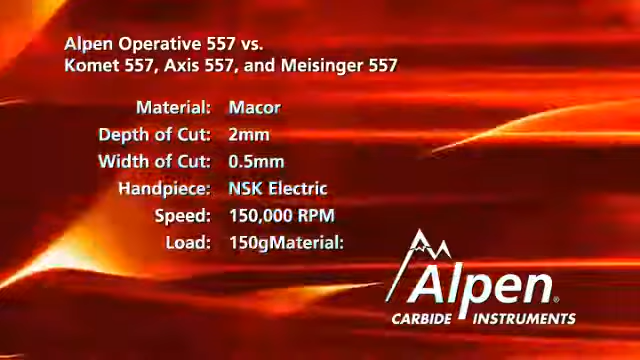 Alpen Operative 557 vs.
Komet 557, Axis 557, and Meisinger 557
Material: Macor
Depth of Cut: 2mm
Width of Cut: 0.5mm
Handpiece: NSK Electric
Speed: 150,000 RPM
Load: 150gMaterial:
Alpen®
CARBIDE INSTRUMENTS